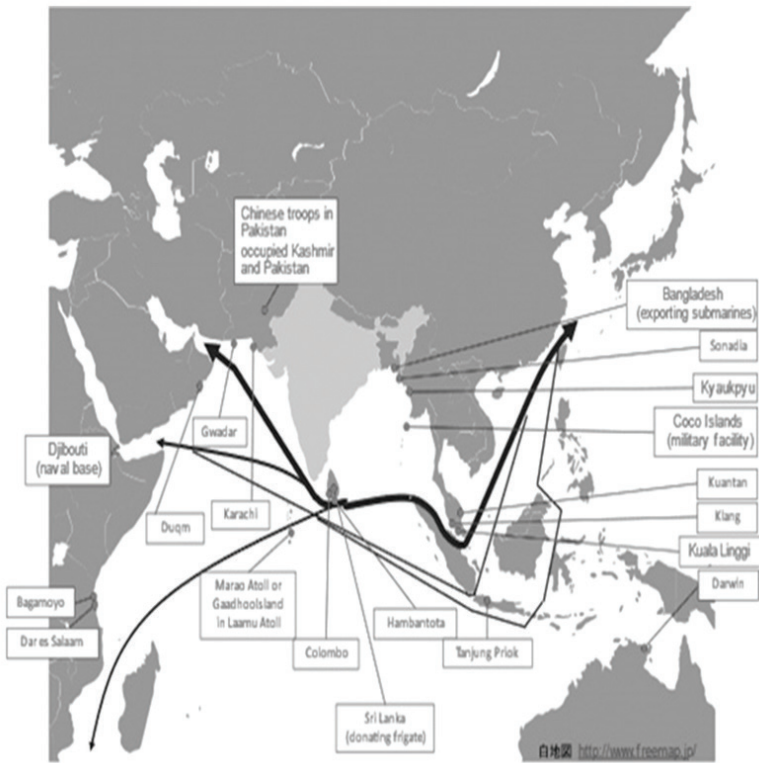 Chinese troops in
Pakistan
occupied Kashmir
and Pakistan
Bangladesh
(exporting submarines)
Sonadia
Kyaukpyu
Coco Islands
(military facility)
Gwadar
Djibouti
(naval base)
Kuantan
Karachi
Klang
Duqm
Kuala Linggi
Darwin
Marao Atoll or
GaadhooIsland
in Laamu Atoll
Bagamoyo
Hambantota
Dar es Salaam
Colombo
Tanjung Priok
Sri Lanka
(donating frigate)
白地図 http://www.freemap.jp/